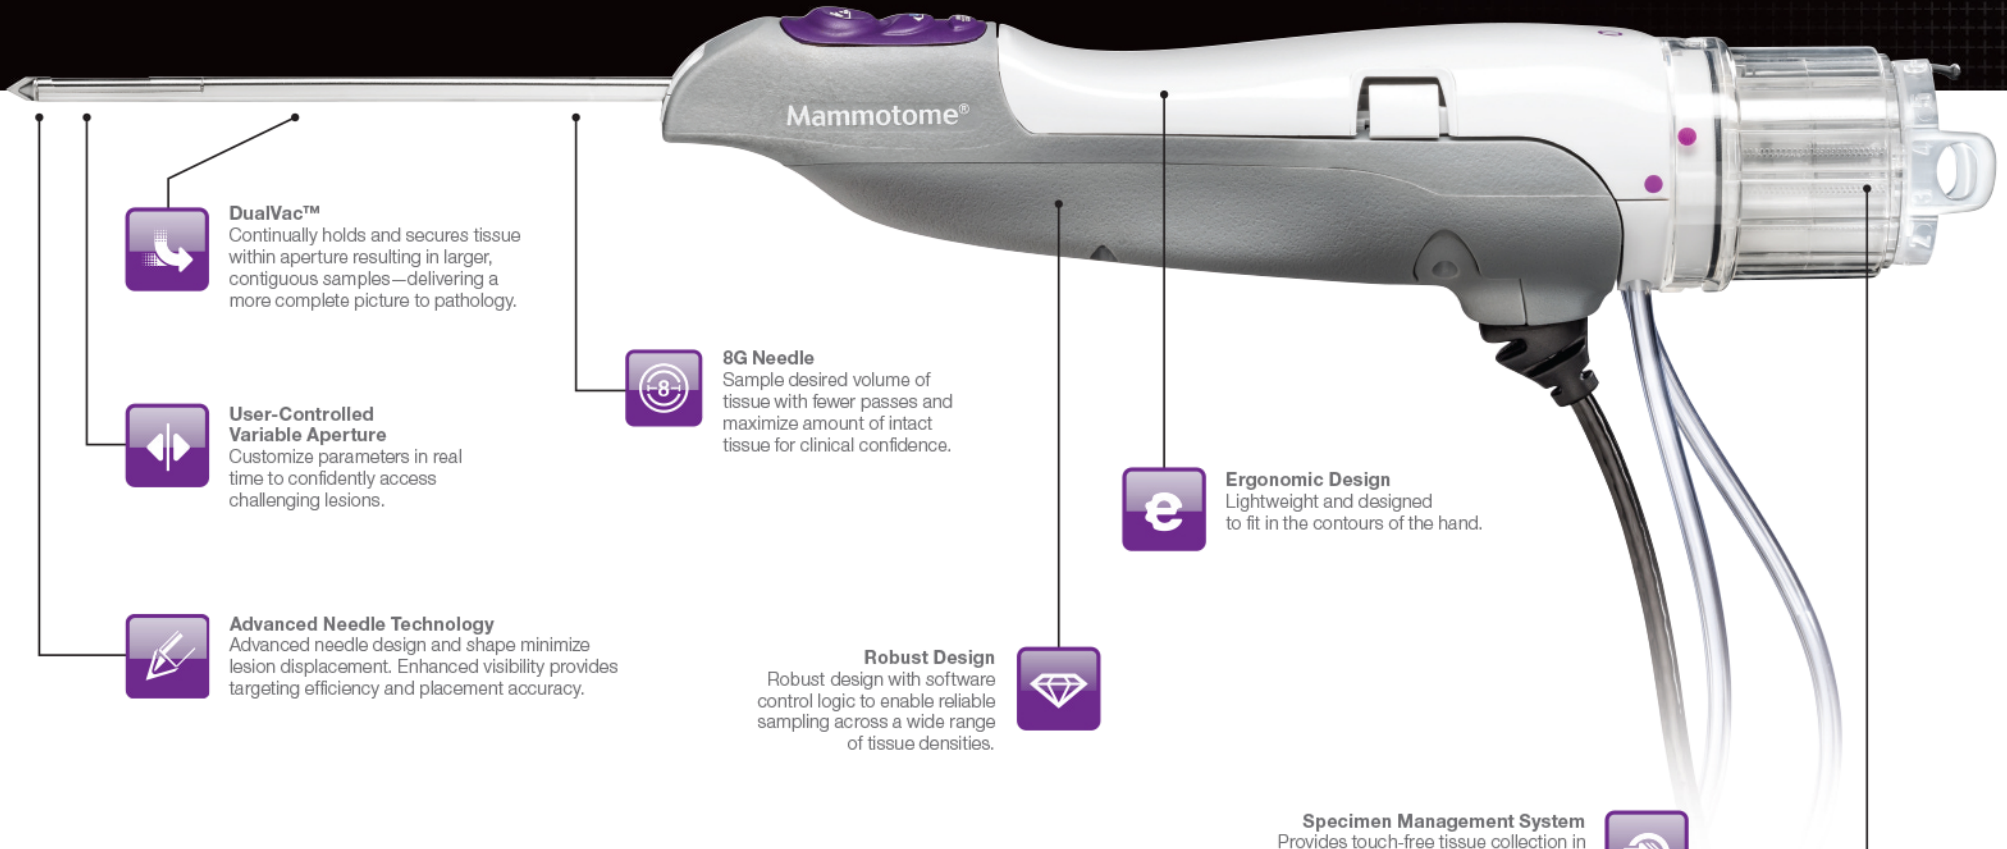 Mammotome®
DualVac™
Continually holds and secures tissue
within aperture resulting in larger,
contiguous samples—delivering a
more complete picture to pathology.
8G Needle
Sample desired volume of
tissue with fewer passes and
maximize amount of intact
tissue for clinical confidence.
8
User-Controlled
Variable Aperture
Customize parameters in real
time to confidently access
challenging lesions.
e
Ergonomic Design
Lightweight and designed
to fit in the contours of the hand.
Advanced Needle Technology
Advanced needle design and shape minimize
lesion displacement. Enhanced visibility provides
targeting efficiency and placement accuracy.
Robust Design
Robust design with software
control logic to enable reliable
sampling across a wide range
of tissue densities.
Specimen Management System
Provides touch-free tissue collection in